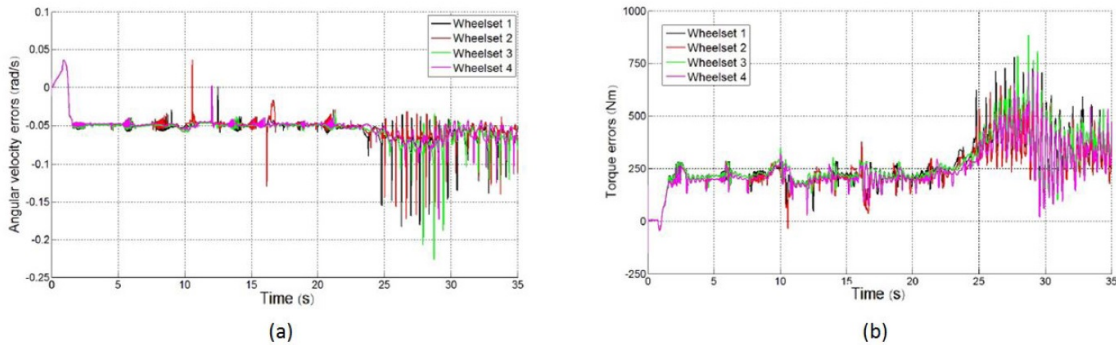 0.1
0.05
0
-0.05
-0.1
-0.15
-0.2
-0.25
Angular velocity errors (rad/s)
Wheelset 1
Wheelset 2
Wheelset 3
Wheelset 4
0 5 10 15 20 25 30 35
Time (s)
(a)
1000
750
500
250
0
-250
Torque errors (Nm)
Wheelset 1
Wheelset 2
Wheelset 3
Wheelset 4
0 5 10 15 20 25 30 35
Time (s)
(b)